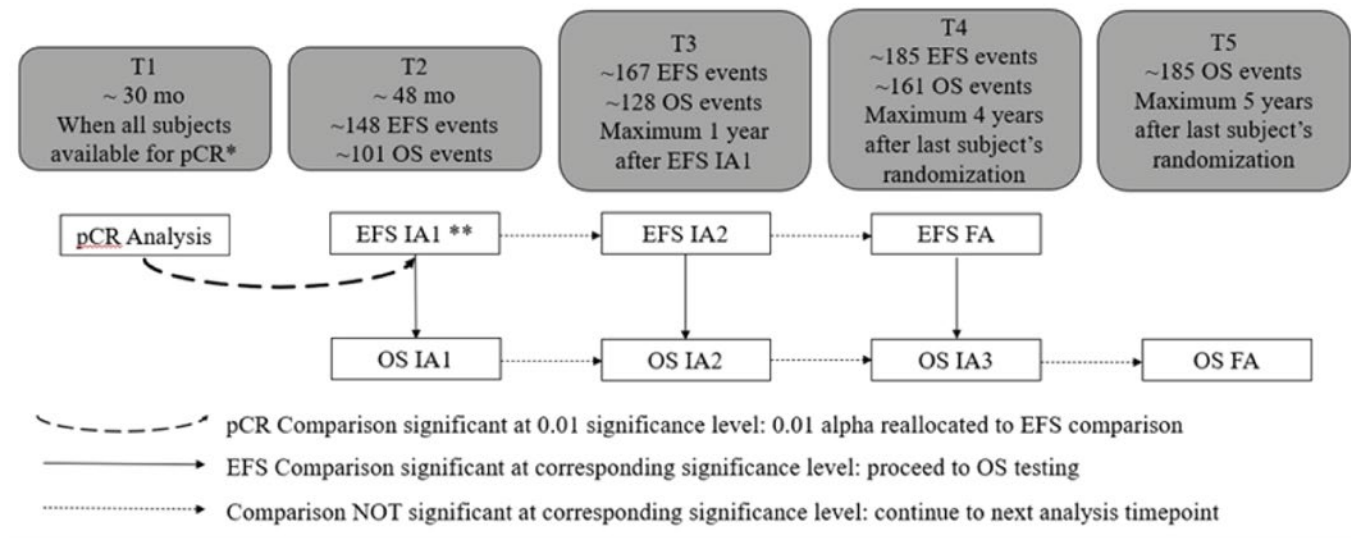 T1
~ 30 mo
When all subjects
available for pCR*
T2
~ 48 mo
~148 EFS events
~101 OS events
T3
~167 EFS events
~128 OS events
Maximum 1 year
after EFS IA1
T4
~185 EFS events
~161 OS events
Maximum 4 years
after last subject's
randomization
T5
~185 OS events
Maximum 5 years
after last subject's
randomization
pCR Analysis
EFS IA1 **
EFS IA2
EFS FA
OS IA1
OS IA2
OS IA3
OS FA
pCR Comparison significant at 0.01 significance level: 0.01 alpha reallocated to EFS comparison
EFS Comparison significant at corresponding significance level: proceed to OS testing
Comparison NOT significant at corresponding significance level: continue to next analysis timepoint